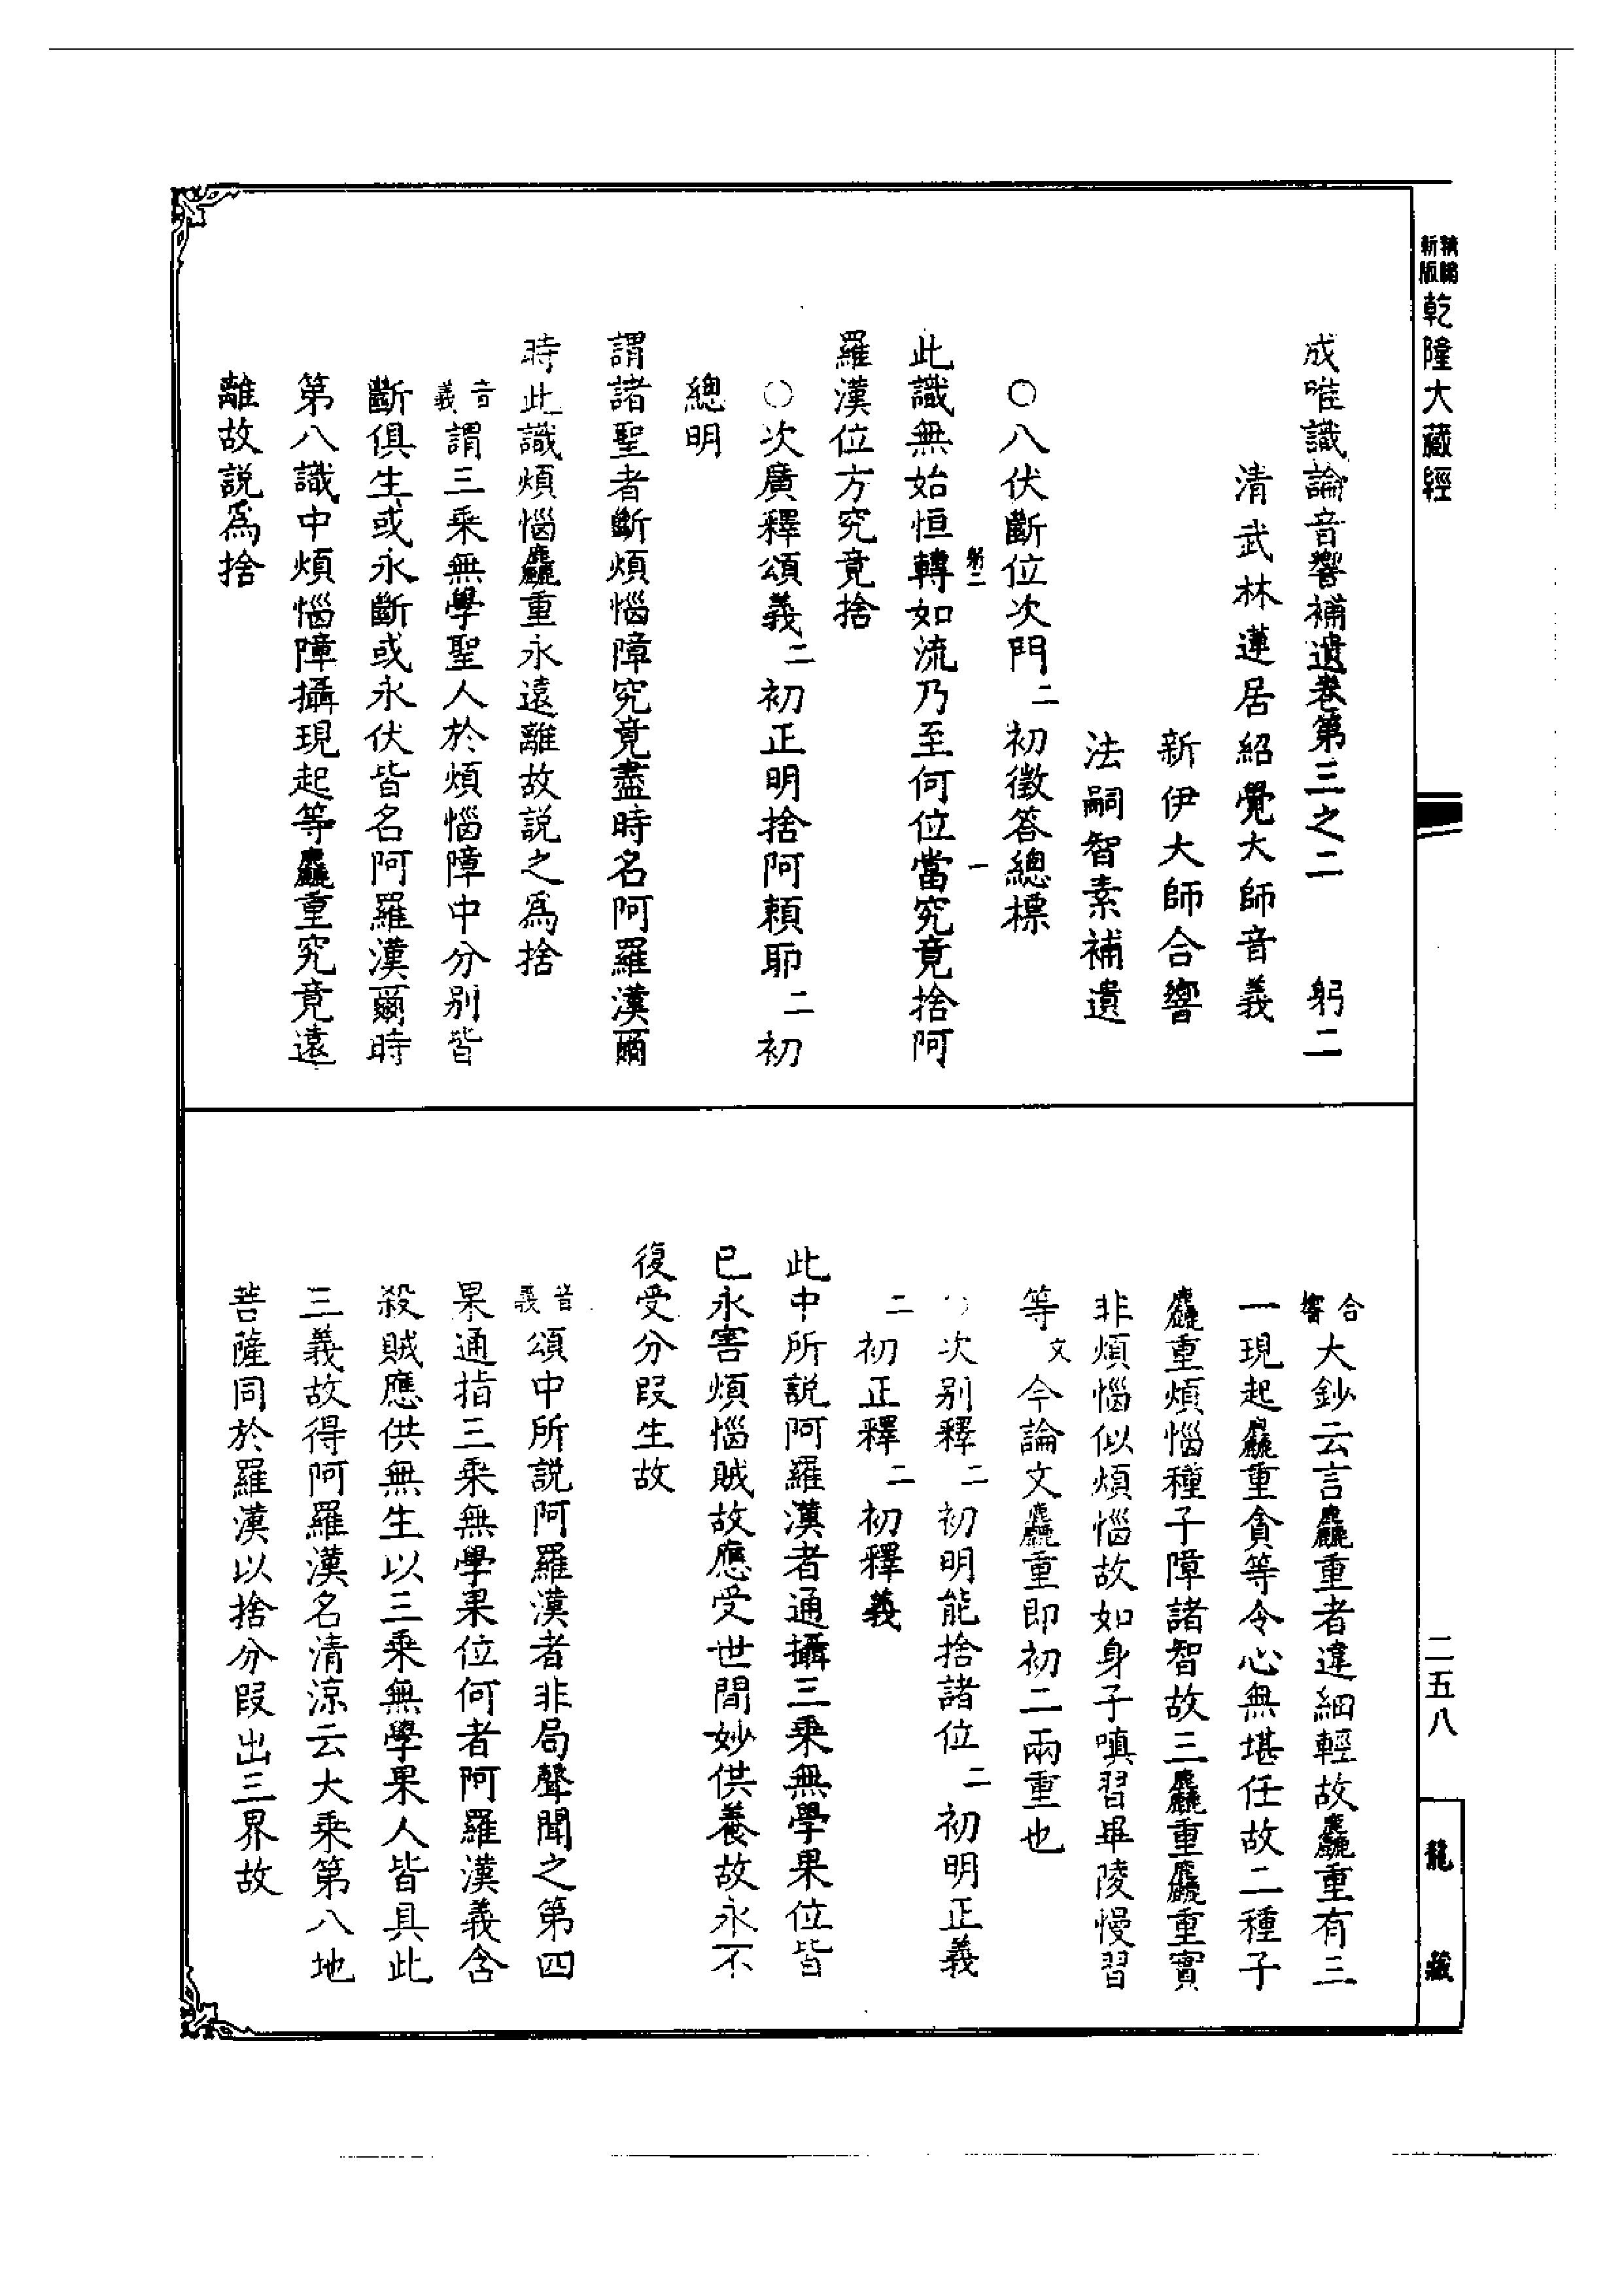 精編
新版
乾隆大藏經
二五八
龍藏
成唯識論音響補遺卷第三之二　躬二
清武林蓮居紹覺大師音義
新伊大師合響
法嗣智素補遺
〇八伏斷位次門二初徵答總標
躬二　一
此識無始恒轉如流乃至何位當究竟捨阿
羅漢位方究竟捨
〇次廣釋頌義二初正明捨阿頼耶二初
總明
謂諸聖者斷煩惱障究竟盡時名阿羅漢爾
時此識煩惱麤重永遠離故説之爲捨
音義謂三乘無學聖人於煩惱障中分別皆
斷俱生或永斷或永伏皆名阿羅漢爾時
第八識中煩惱障攝現起等麤重究竟遠
離故説爲捨
合響大鈔云言麤重者違細輕故麤重有三
一現起麤重貪等令心無堪任故二種子
麤重煩惱種子障諸智故三麤重麤重實
非煩惱似煩惱故如身子嗔習畢陵慢習
等文今論文麤重即初二兩重也
〇次别釋二初明能捨諸位二初明正義
二初正釋二初釋義
此中所説阿羅漢者通攝三乘無學果位皆
已永害煩惱賊故應受世間妙供養故永不
復受分段生故
音義頌中所説阿羅漢者非局聲聞之第四
果通指三乘無學果位何者阿羅漢義含
殺賊應供無生以三乘無學果人皆具此
三義故得阿羅漢名清涼云大乘第八地
菩薩同於羅漢以捨分段出三界故